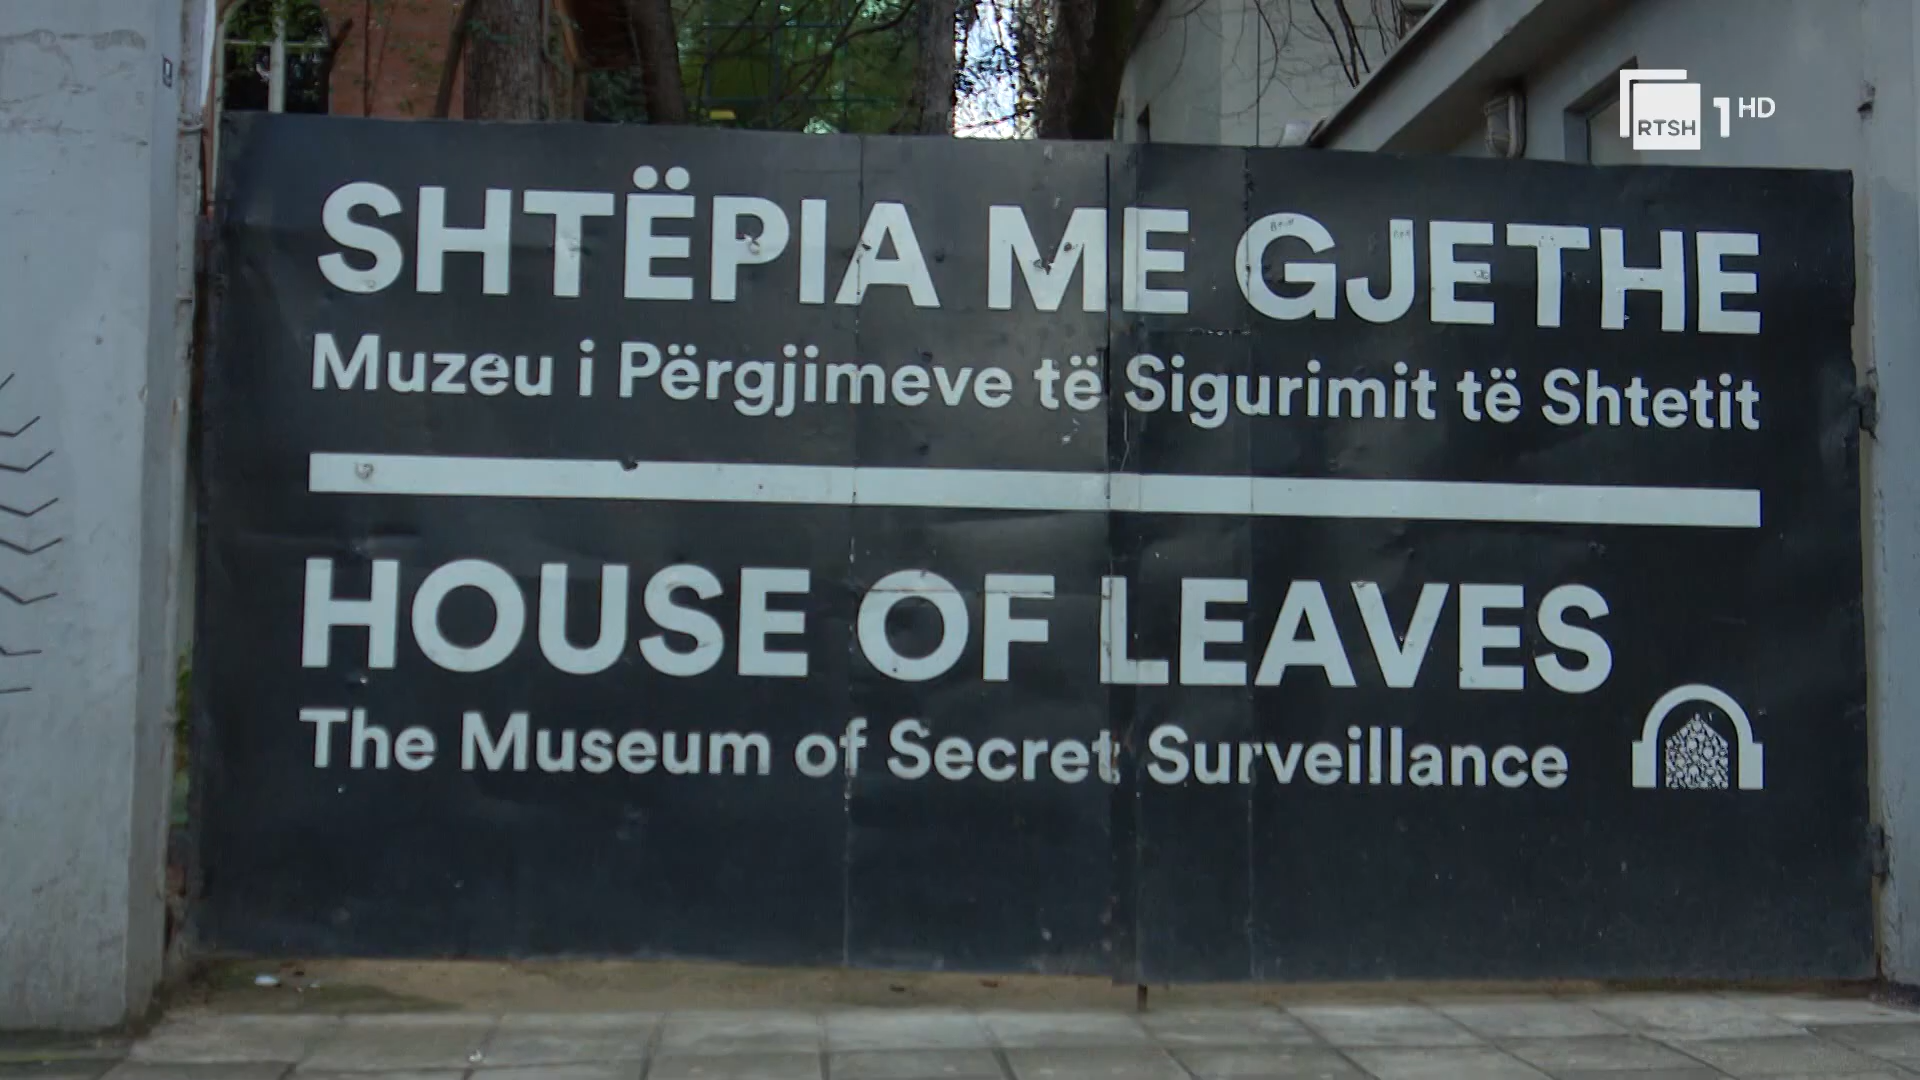 RTSH 1 HD
SHTËPIA ME GJETHE
Muzeu i Përgjimeve të Sigurimit të Shtetit
HOUSE OF LEAVES
The Museum of Secret Surveillance